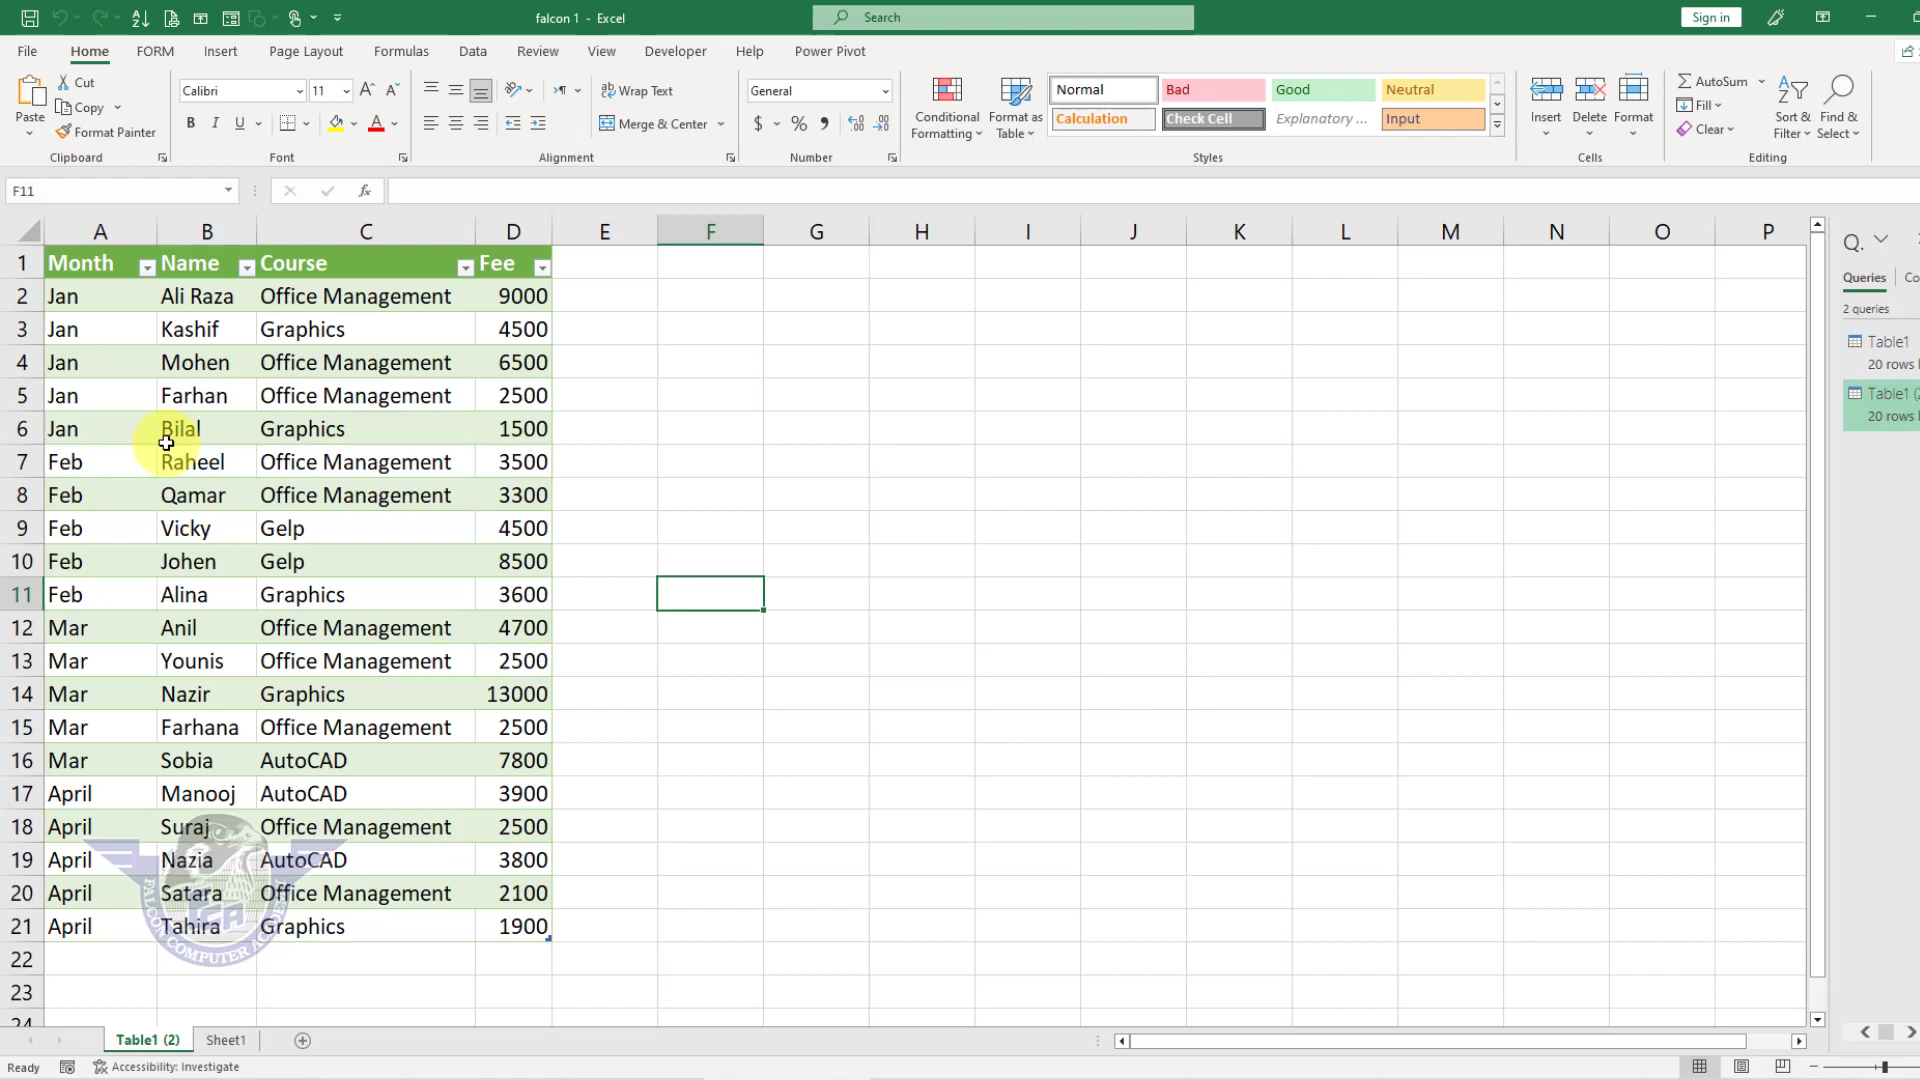 falcon 1 - Excel
Search
Sign in
File Home FORM Insert Page Layout Formulas Data Review View Developer Help Power Pivot
Paste
Cut
Copy
Format Painter
Clipboard
Calibri 11
B I U
Font
Wrap Text
Merge & Center
Alignment
General
$ %
Number
Conditional Formatting
Format as Table
Normal Bad Good Neutral
Calculation Check Cell Explanatory ... Input
Styles
Insert Delete Format
Cells
AutoSum
Fill
Clear
Sort & Filter
Find & Select
Editing
F11
fx
A B C D E F G H I J K L M N O P
1 Month Name Course Fee
2 Jan Ali Raza Office Management 9000
3 Jan Kashif Graphics 4500
4 Jan Mohen Office Management 6500
5 Jan Farhan Office Management 2500
6 Jan Bilal Graphics 1500
7 Feb Raheel Office Management 3500
8 Feb Qamar Office Management 3300
9 Feb Vicky Gelp 4500
10 Feb Johen Gelp 8500
11 Feb Alina Graphics 3600
12 Mar Anil Office Management 4700
13 Mar Younis Office Management 2500
14 Mar Nazir Graphics 13000
15 Mar Farhana Office Management 2500
16 Mar Sobia AutoCAD 7800
17 April Manooj AutoCAD 3900
18 April Suraj Office Management 2500
19 April Nazia AutoCAD 3800
20 April Satara Office Management 2100
21 April Tahira Graphics 1900
22
23
24
FALCON COMPUTER ACADEMY
FCA
Q.
Queries Co
2 queries
Table1
20 rows
Table1 (2
20 rows
Table1 (2) Sheet1
Ready
Accessibility: Investigate